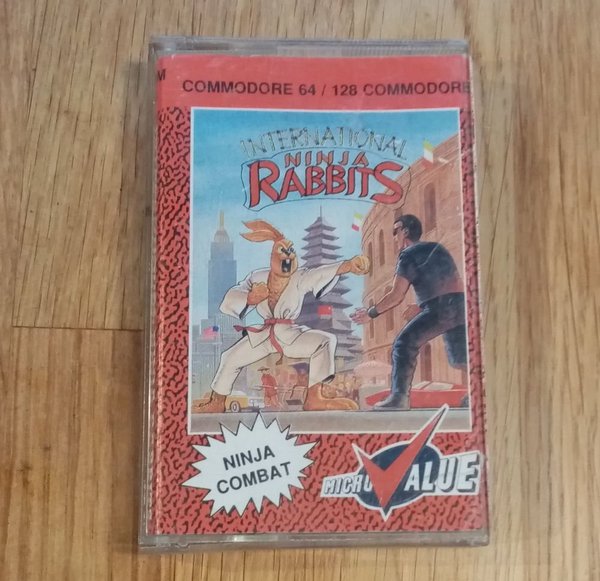 M COMMODORE 64 / 128 COMMODORE
INTERNATIONAL
NINJA
RABBITS
NINJA
COMBAT
MICRO VALUE